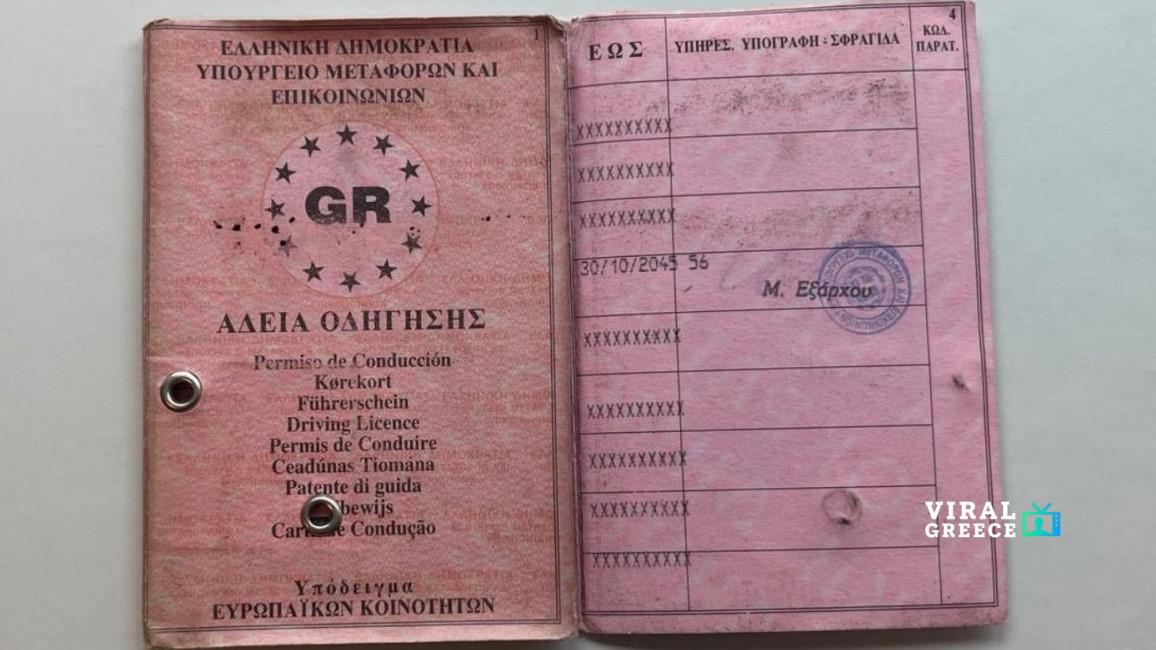 1
ΕΛΛΗΝΙΚΗ ΔΗΜΟΚΡΑΤΙΑ
ΥΠΟΥΡΓΕΙΟ ΜΕΤΑΦΟΡΩΝ ΚΑΙ
ΕΠΙΚΟΙΝΩΝΙΩΝ
GR
ΑΔΕΙΑ ΟΔΗΓΗΣΗΣ
Permiso de Conducción
Kørekort
Führerschein
Driving Licence
Permis de Conduire
Ceadúnas Tiomána
Patente di guida
bewijs
de Condução
Υπόδειγμα
ΕΥΡΩΠΑΪΚΩΝ ΚΟΙΝΟΤΗΤΩΝ
4
ΕΩΣ ΥΠΗΡΕΣ. ΥΠΟΓΡΑΦΗ - ΣΦΡΑΓΙΔΑ ΚΩΔ.
ΠΑΡΑΤ.
XXXXXXXXXX
XXXXXXXXXX
XXXXXXXXXX
30/10/2045 56
Μ. Εξάρχου
XXXXXXXXXX
XXXXXXXXXX
XXXXXXXXXX
XXXXXXXXXX
XXXXXXXXXX
VIRAL
GREECE